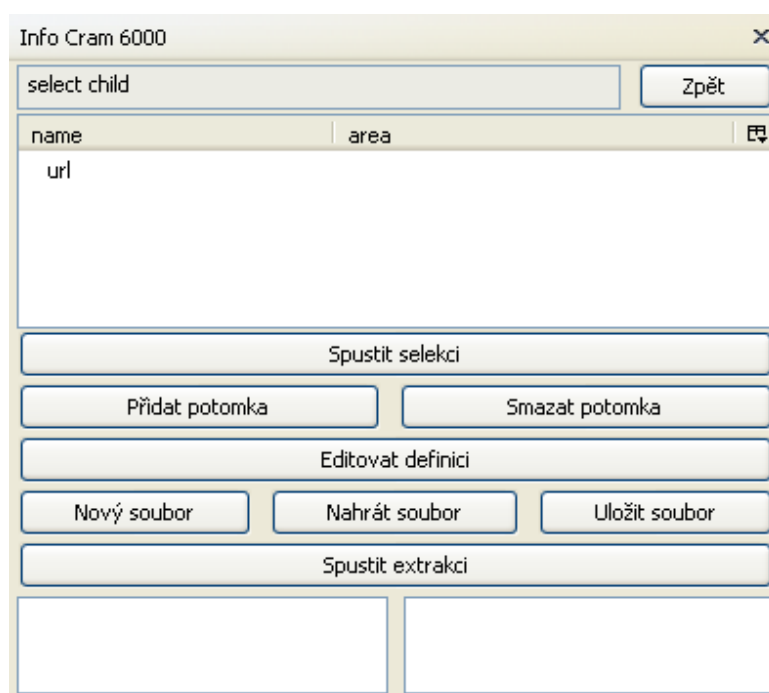 Info Cram 6000
select child Zpět
name area
url
Spustit selekci
Přidat potomka Smazat potomka
Editovat definici
Nový soubor Nahrát soubor Uložit soubor
Spustit extrakci